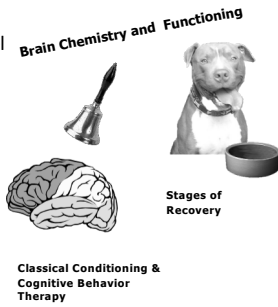 Brain Chemistry and Functioning
Stages of
Recovery
Classical Conditioning &
Cognitive Behavior
Therapy